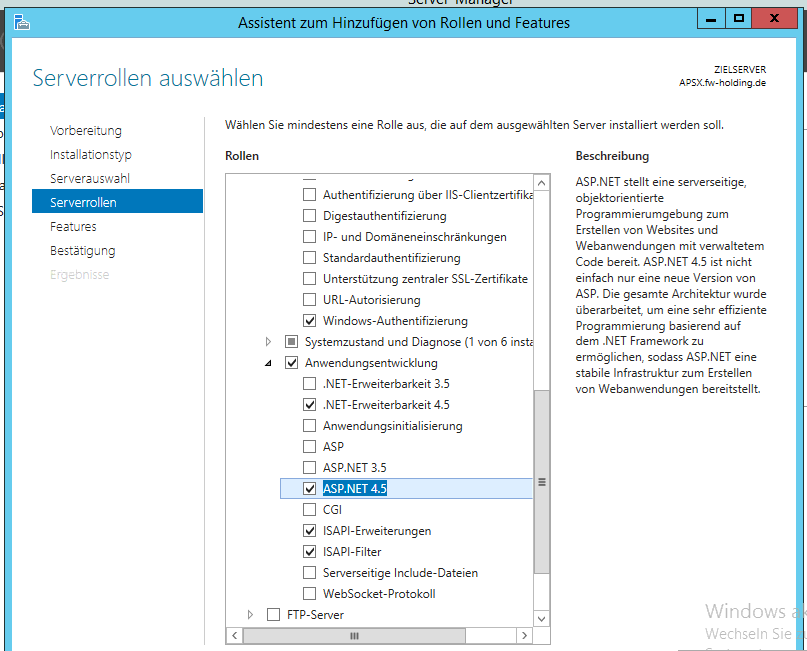 Server-Manager
Assistent zum Hinzufügen von Rollen und Features
Serverrollen auswählen
ZIELSERVER
APSX.fw-holding.de
Vorbereitung
Installationstyp
Serverauswahl
Serverrollen
Features
Bestätigung
Ergebnisse
Wählen Sie mindestens eine Rolle aus, die auf dem ausgewählten Server installiert werden soll.
Rollen
Authentifizierung über IIS-Clientzertifika
Digestauthentifizierung
IP- und Domäneneinschränkungen
Standardauthentifizierung
Unterstützung zentraler SSL-Zertifikate
URL-Autorisierung
Windows-Authentifizierung
Systemzustand und Diagnose (1 von 6 insta
Anwendungsentwicklung
.NET-Erweiterbarkeit 3.5
.NET-Erweiterbarkeit 4.5
Anwendungsinitialisierung
ASP
ASP.NET 3.5
ASP.NET 4.5
CGI
ISAPI-Erweiterungen
ISAPI-Filter
Serverseitige Include-Dateien
WebSocket-Protokoll
FTP-Server
Beschreibung
ASP.NET stellt eine serverseitige,
objektorientierte
Programmierumgebung zum
Erstellen von Websites und
Webanwendungen mit verwaltetem
Code bereit. ASP.NET 4.5 ist nicht
einfach nur eine neue Version von
ASP. Die gesamte Architektur wurde
überarbeitet, um eine sehr effiziente
Programmierung basierend auf
dem .NET Framework zu
ermöglichen, sodass ASP.NET eine
stabile Infrastruktur zum Erstellen
von Webanwendungen bereitstellt.
Windows ak
Wechseln Sie